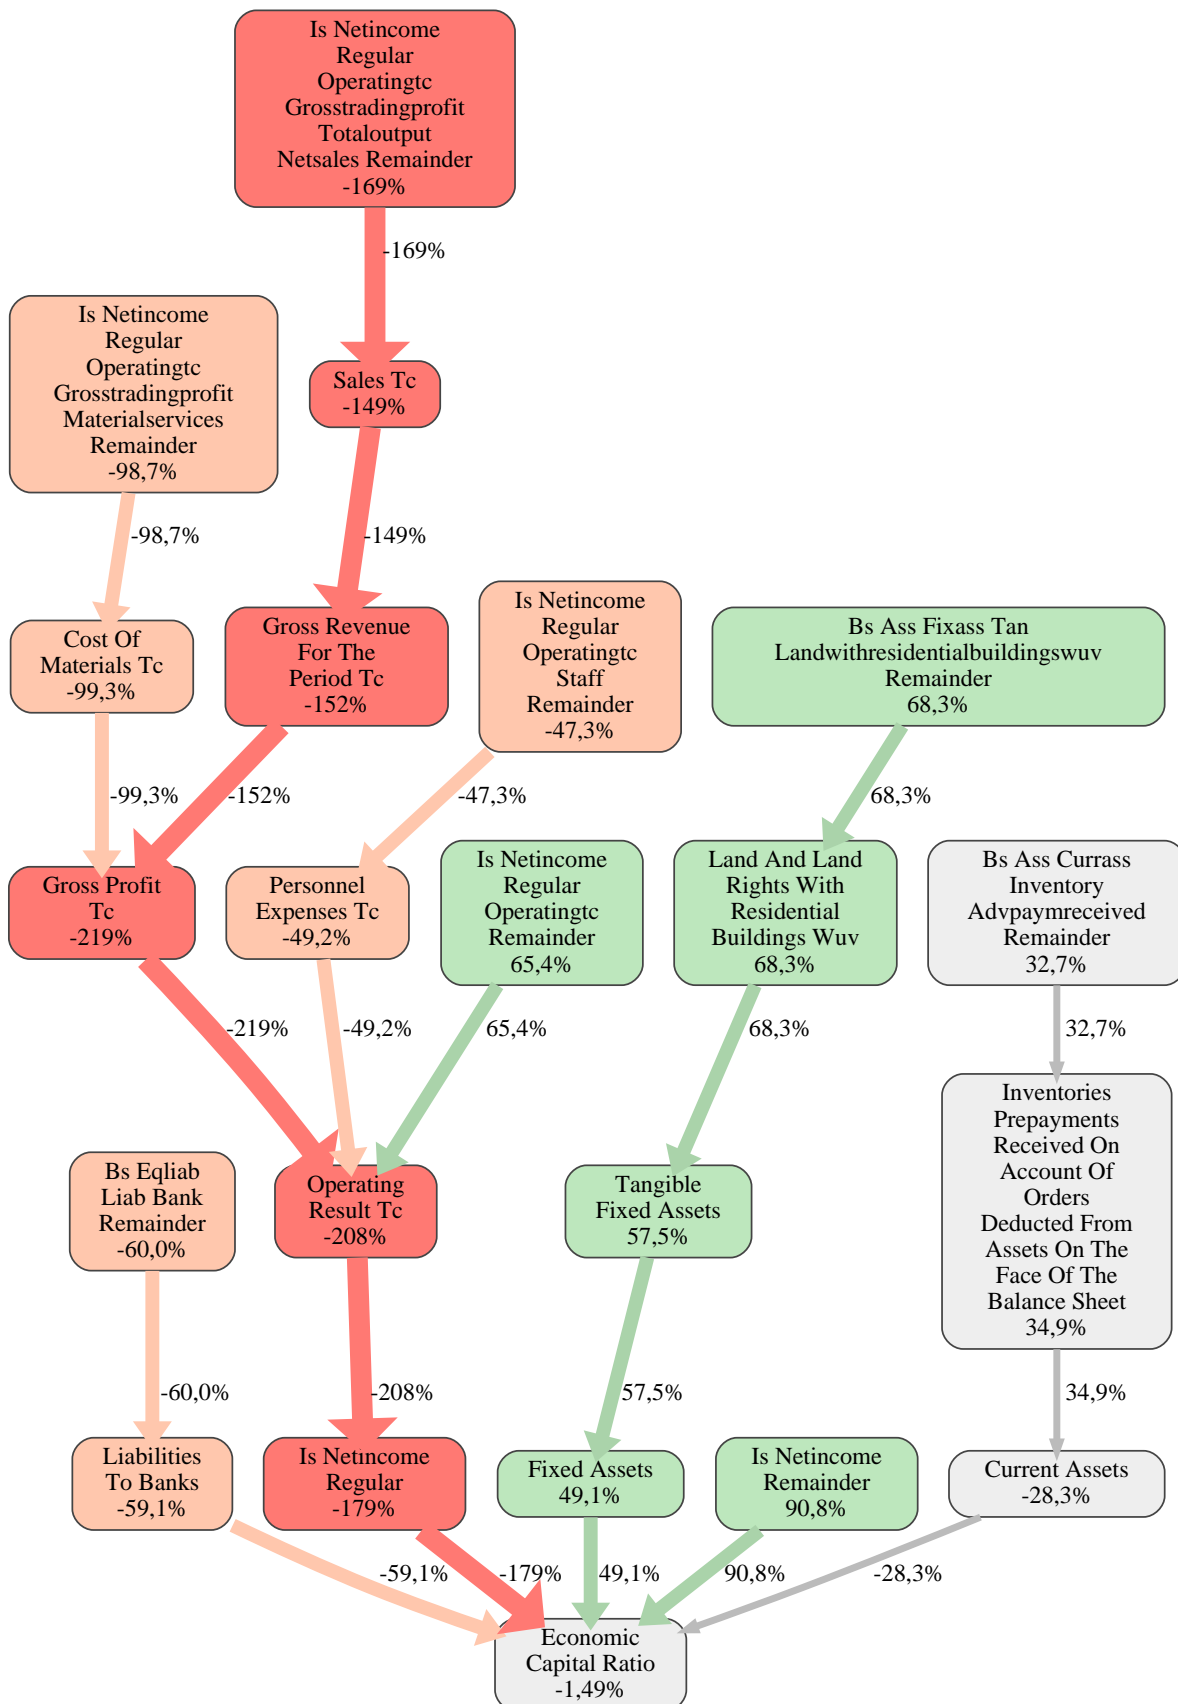 Is Netincome
Regular
Operatingtc
Grosstradingprofit
Totaloutput
Netsales Remainder
-169%
-169%
Is Netincome
Regular
Operatingtc
Grosstradingprofit
Materialservices
Remainder
-98,7%
Sales Tc
-149%
-98,7%
-149%
Is Netincome
Regular
Operatingtc
Staff
Remainder
-47,3%
Cost Of
Materials Tc
-99,3%
Gross Revenue
For The
Period Tc
-152%
Bs Ass Fixass Tan
Landwithresidentialbuildingswuv
Remainder
68,3%
-99,3%
-152%
-47,3%
68,3%
Gross Profit
Tc
-219%
Personnel
Expenses Tc
-49,2%
Is Netincome
Regular
Operatingtc
Remainder
65,4%
Land And Land
Rights With
Residential
Buildings Wuv
68,3%
Bs Ass Currass
Inventory
Advpaymreceived
Remainder
32,7%
-219%
-49,2%
65,4%
68,3%
32,7%
Bs Eqliab
Liab Bank
Remainder
-60,0%
Operating
Result Tc
-208%
Tangible
Fixed Assets
57,5%
Inventories
Prepayments
Received On
Account Of
Orders
Deducted From
Assets On The
Face Of The
Balance Sheet
34,9%
-60,0%
-208%
57,5%
34,9%
Liabilities
To Banks
-59,1%
Is Netincome
Regular
-179%
Fixed Assets
49,1%
Is Netincome
Remainder
90,8%
Current Assets
-28,3%
-59,1%
-179%
49,1%
90,8%
-28,3%
Economic
Capital Ratio
-1,49%